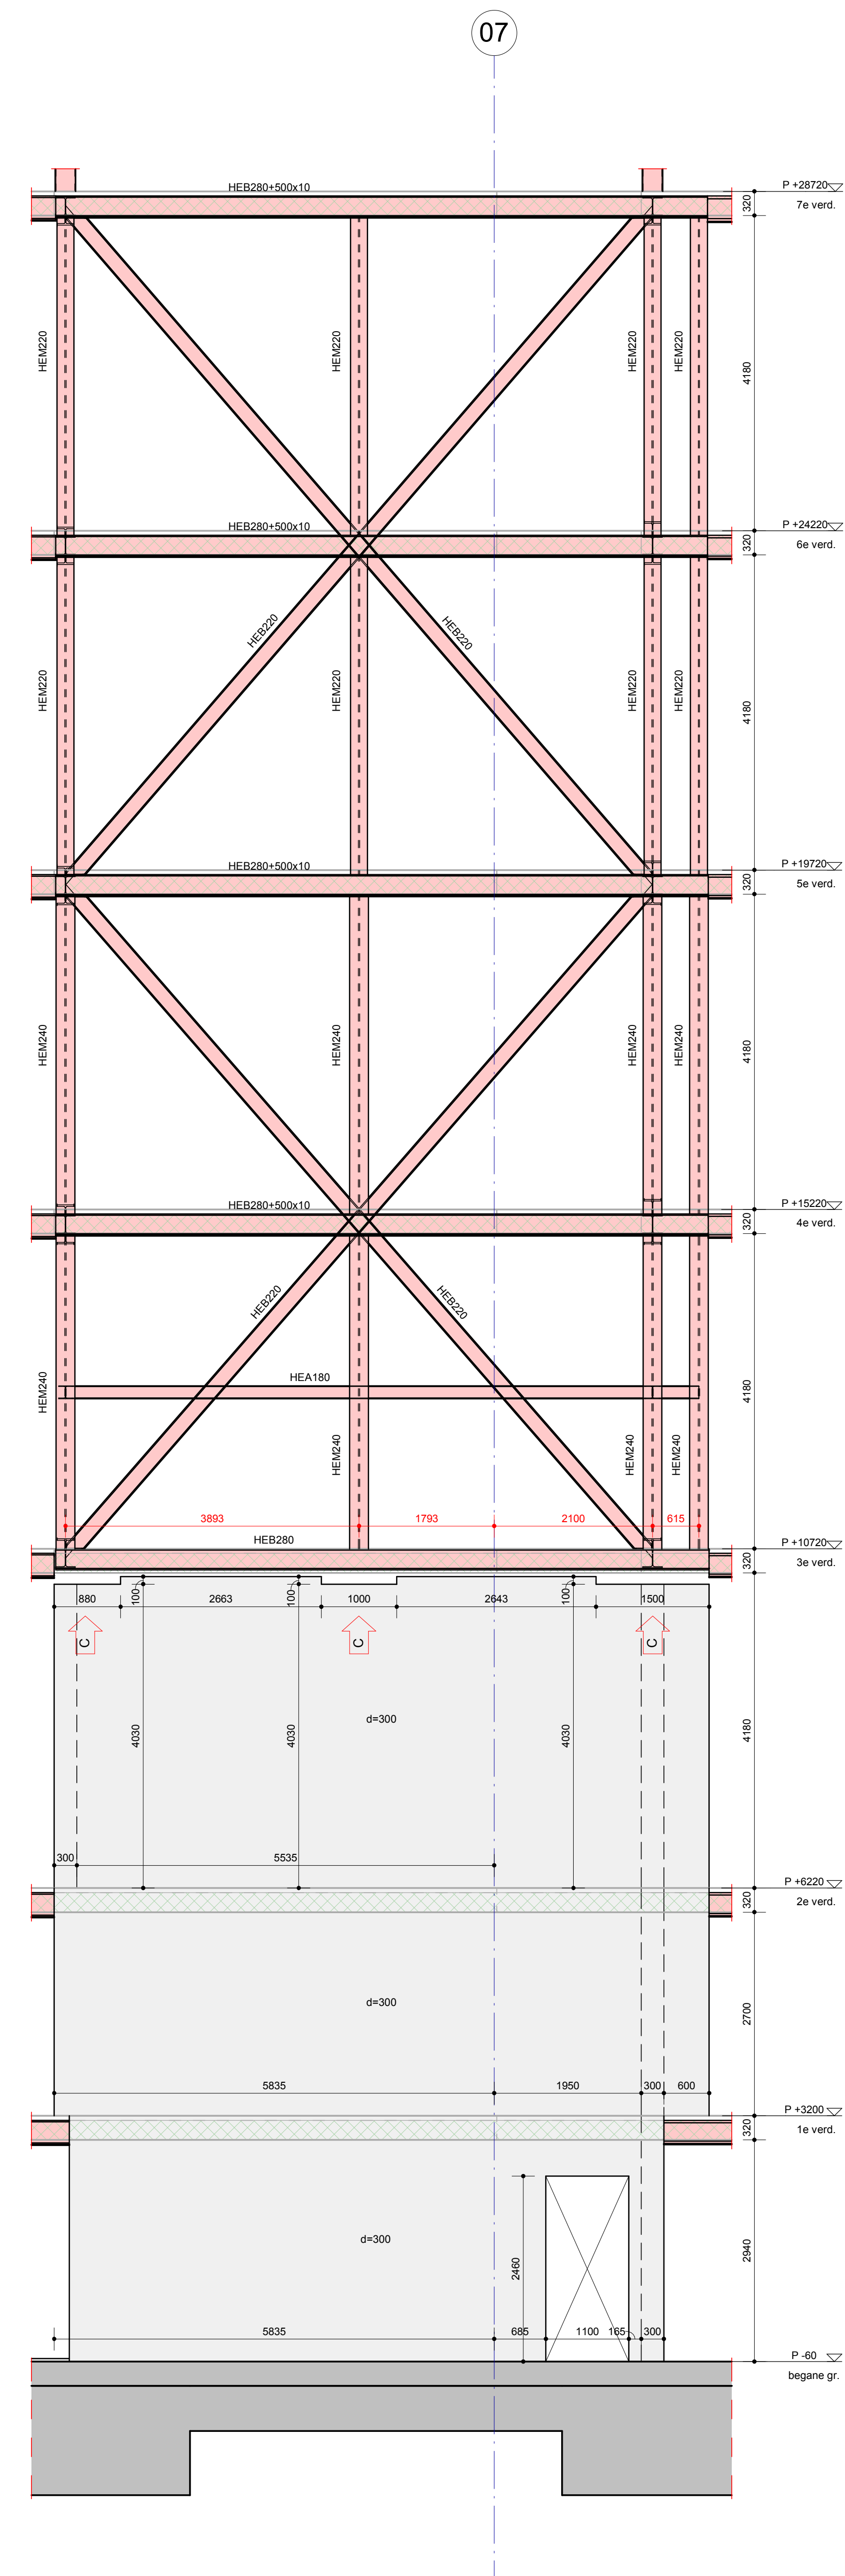 07
HEB280+500x10
P +28720
320
7e verd.
HEM220
HEM220
HEM220
HEM220
4180
HEB280+500x10
P +24220
320
6e verd.
HEB220
HEB220
HEM220
HEM220
HEM220
HEM220
4180
HEB280+500x10
P +19720
320
5e verd.
HEM240
HEM240
HEM240
HEM240
4180
HEB280+500x10
P +15220
320
4e verd.
HEB220
HEB220
HEA180
HEM240
4180
HEM240
HEM240
HEM240
3893
1793
2100
615
HEB280
P +10720
320
3e verd.
880
100
2663
100
1000
2643
100
1500
C
C
C
d=300
4030
4030
4030
4180
300
5535
P +6220
320
2e verd.
d=300
2700
5835
1950
300
600
P +3200
320
1e verd.
d=300
2460
2940
5835
685
1100
165
300
P -60
begane gr.